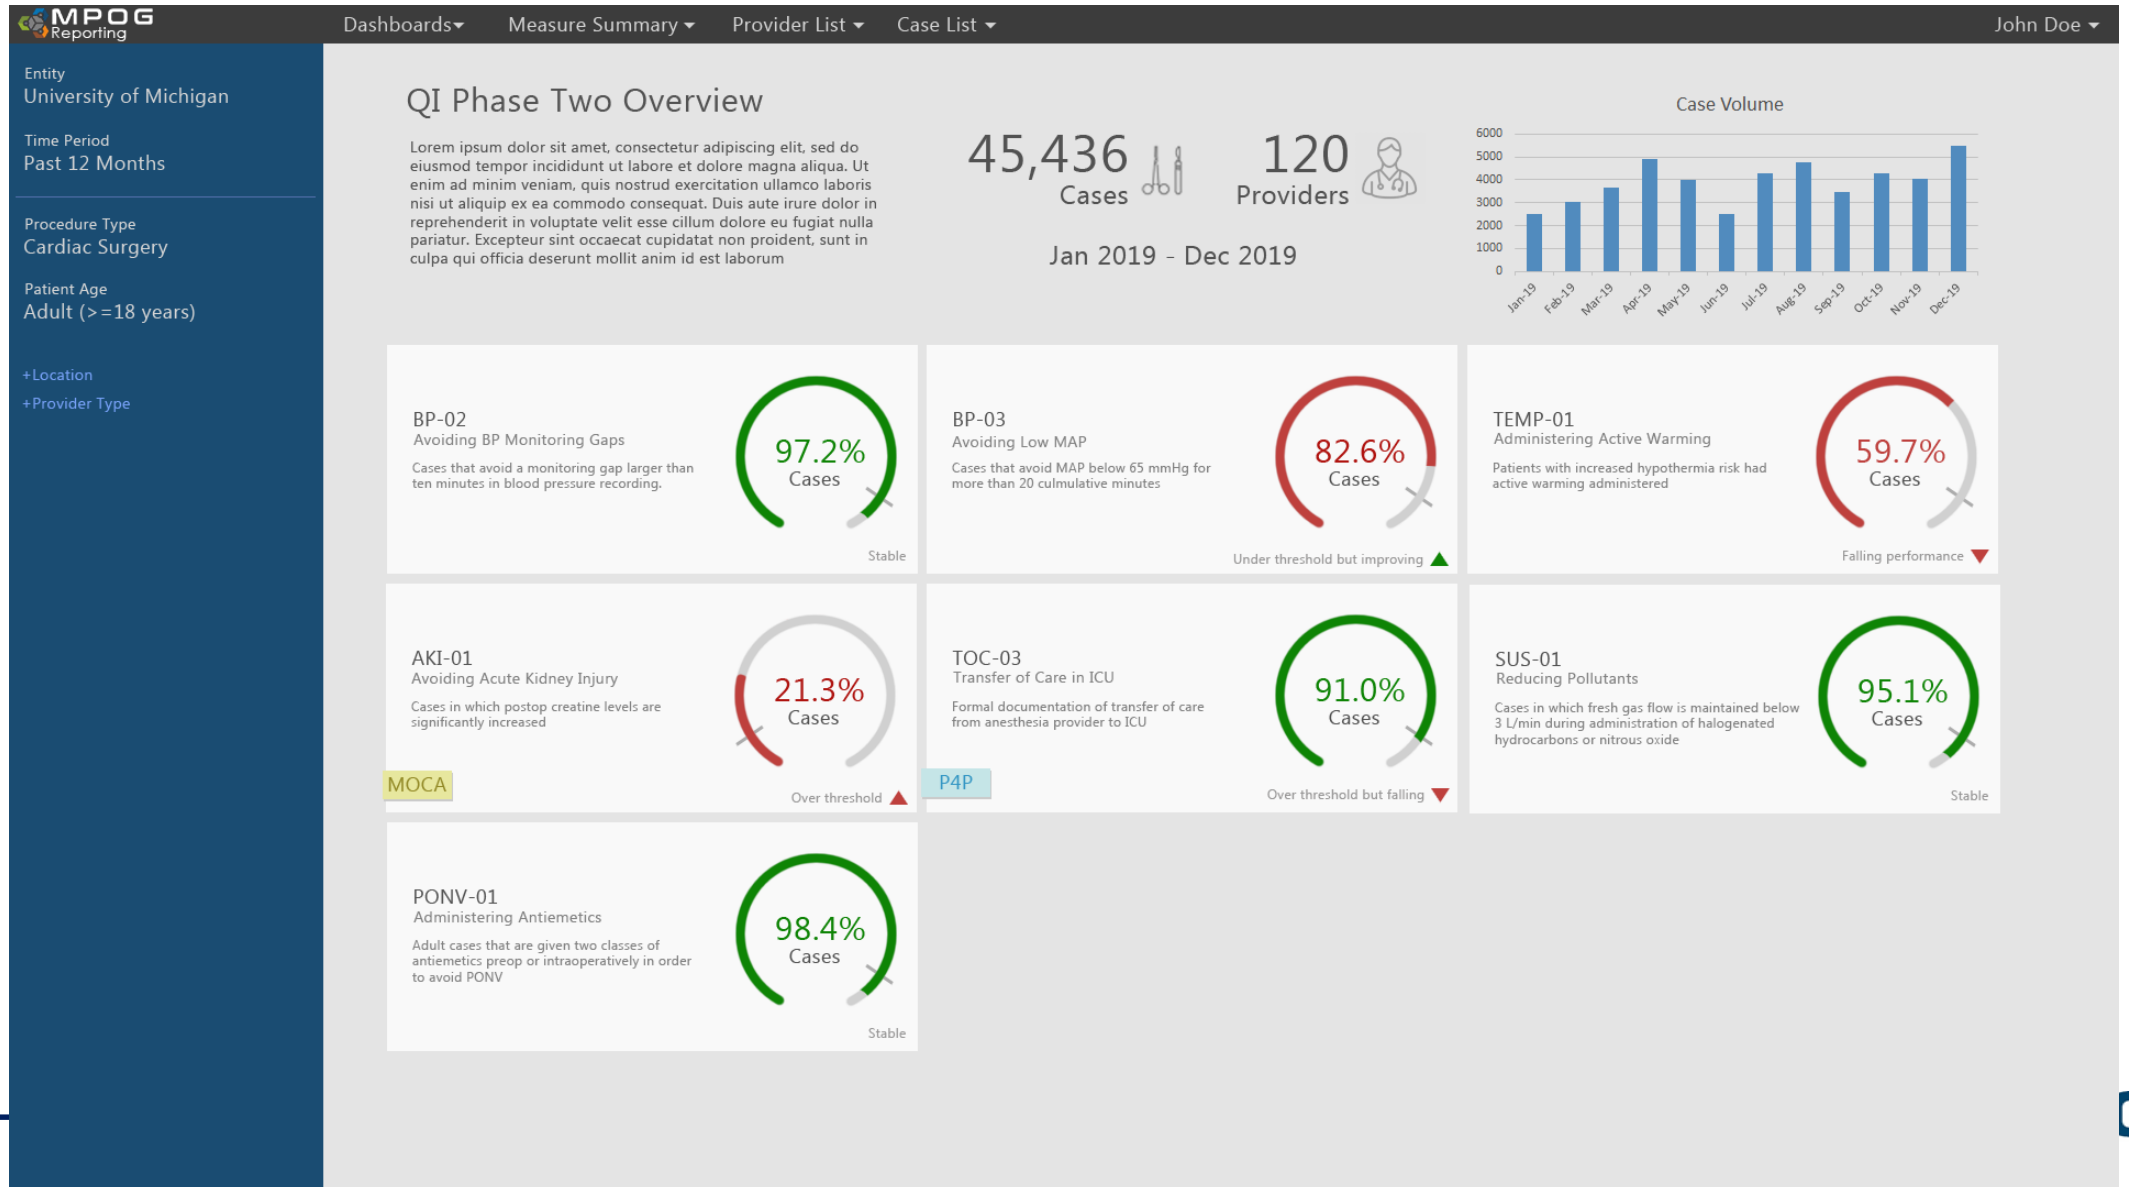 MPOG
Reporting
Dashboards
Measure Summary
Provider List
Case List
John Doe
Entity
University of Michigan
Time Period
Past 12 Months
Procedure Type
Cardiac Surgery
Patient Age
Adult (>=18 years)
+Location
+Provider Type
QI Phase Two Overview
Lorem ipsum dolor sit amet, consectetur adipiscing elit, sed do
eiusmod tempor incididunt ut labore et dolore magna aliqua. Ut
enim ad minim veniam, quis nostrud exercitation ullamco laboris
nisi ut aliquip ex ea commodo consequat. Duis aute irure dolor in
reprehenderit in voluptate velit esse cillum dolore eu fugiat nulla
pariatur. Excepteur sint occaecat cupidatat non proident, sunt in
culpa qui officia deserunt mollit anim id est laborum
45,436
Cases
120
Providers
Jan 2019 - Dec 2019
Case Volume
6000
5000
4000
3000
2000
1000
0
Jan-19
Feb-19
Mar-19
Apr-19
May-19
Jun-19
Jul-19
Aug-19
Sep-19
Oct-19
Nov-19
Dec-19
BP-02
Avoiding BP Monitoring Gaps
Cases that avoid a monitoring gap larger than
ten minutes in blood pressure recording.
97.2%
Cases
Stable
BP-03
Avoiding Low MAP
Cases that avoid MAP below 65 mmHg for
more than 20 culmulative minutes
82.6%
Cases
Under threshold but improving
TEMP-01
Administering Active Warming
Patients with increased hypothermia risk had
active warming administered
59.7%
Cases
Falling performance
AKI-01
Avoiding Acute Kidney Injury
Cases in which postop creatine levels are
significantly increased
21.3%
Cases
MOCA
Over threshold
TOC-03
Transfer of Care in ICU
Formal documentation of transfer of care
from anesthesia provider to ICU
91.0%
Cases
P4P
Over threshold but falling
SUS-01
Reducing Pollutants
Cases in which fresh gas flow is maintained below
3 L/min during administration of halogenated
hydrocarbons or nitrous oxide
95.1%
Cases
Stable
PONV-01
Administering Antiemetics
Adult cases that are given two classes of
antiemetics preop or intraoperatively in order
to avoid PONV
98.4%
Cases
Stable